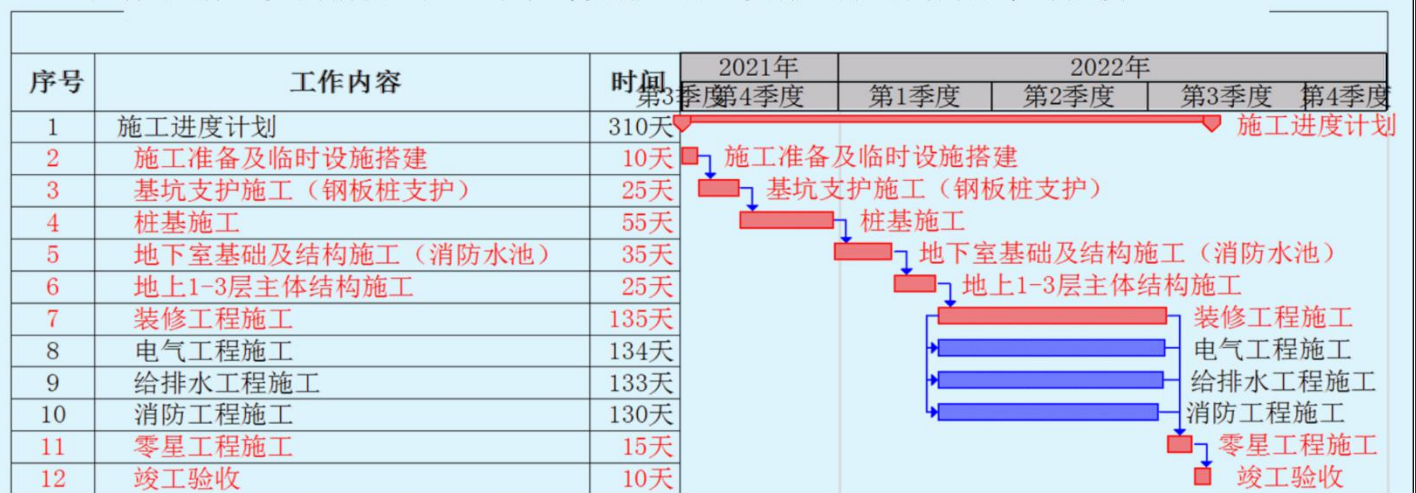 2021年 2022年
序号 工作内容 时间 第3季度 第4季度 第1季度 第2季度 第3季度 第4季度
1 施工进度计划 310天 施工进度计划
2 施工准备及临时设施搭建 10天 施工准备及临时设施搭建
3 基坑支护施工（钢板桩支护） 25天 基坑支护施工（钢板桩支护）
4 桩基施工 55天 桩基施工
5 地下室基础及结构施工（消防水池） 35天 地下室基础及结构施工（消防水池）
6 地上1-3层主体结构施工 25天 地上1-3层主体结构施工
7 装修工程施工 135天 装修工程施工
8 电气工程施工 134天 电气工程施工
9 给排水工程施工 133天 给排水工程施工
10 消防工程施工 130天 消防工程施工
11 零星工程施工 15天 零星工程施工
12 竣工验收 10天 竣工验收